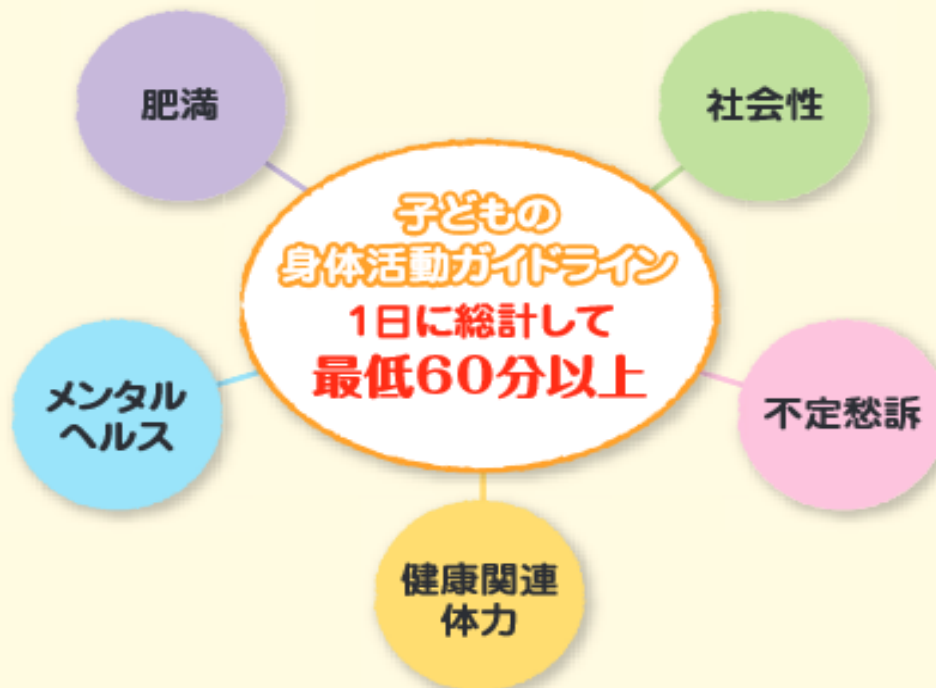 肥満
社会性
子どもの
身体活動ガイドライン
1日に総計して
最低60分以上
メンタル
ヘルス
不定愁訴
健康関連
体力